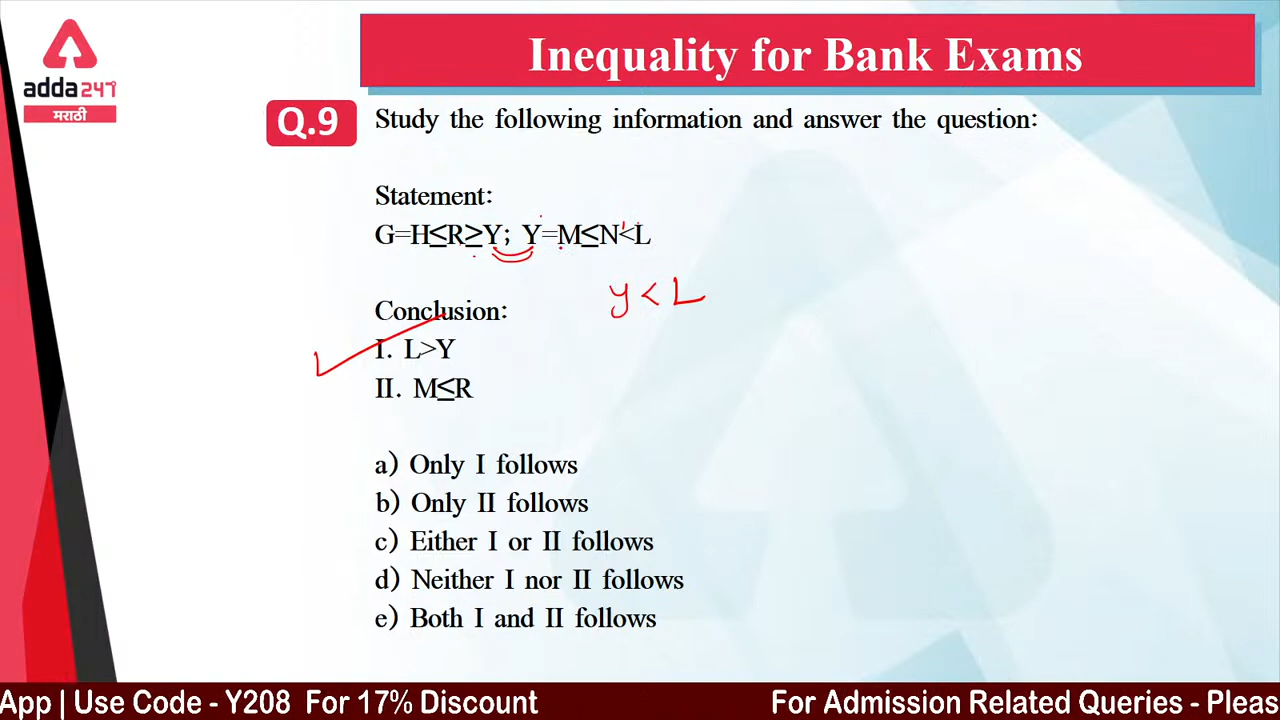 adda247
मराठी
Inequality for Bank Exams
Q.9 Study the following information and answer the question:
Statement:
G=H≤R≥Y; Y=M≤N<L
y < L
Conclusion:
I. L>Y
II. M≤R
a) Only I follows
b) Only II follows
c) Either I or II follows
d) Neither I nor II follows
e) Both I and II follows
App | Use Code - Y208 For 17% Discount For Admission Related Queries - Pleas